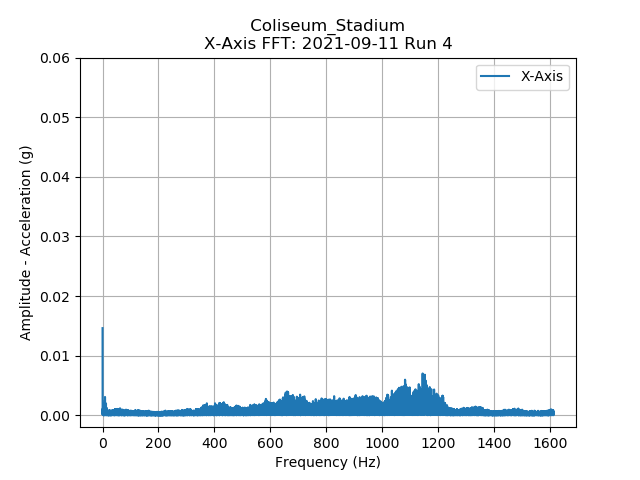 Coliseum_Stadium
X-Axis FFT: 2021-09-11 Run 4
X-Axis
0.06
0.05
0.04
0.03
0.02
0.01
0.00
Amplitude - Acceleration (g)
0 200 400 600 800 1000 1200 1400 1600
Frequency (Hz)